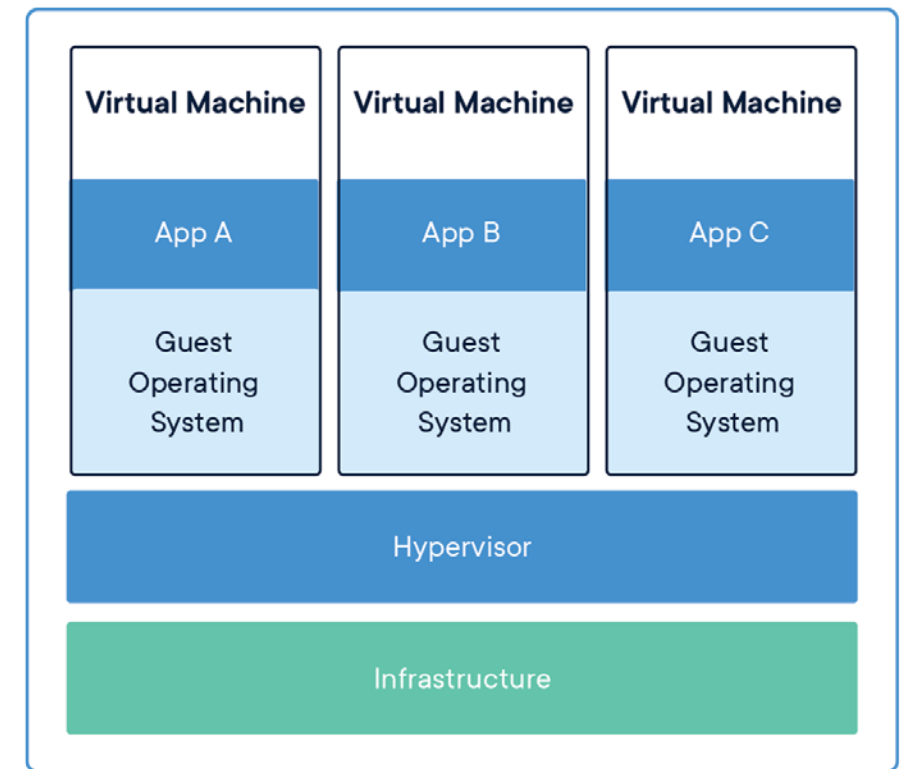 Virtual Machine
Virtual Machine
Virtual Machine
App A
App B
App C
Guest
Operating
System
Guest
Operating
System
Guest
Operating
System
Hypervisor
Infrastructure